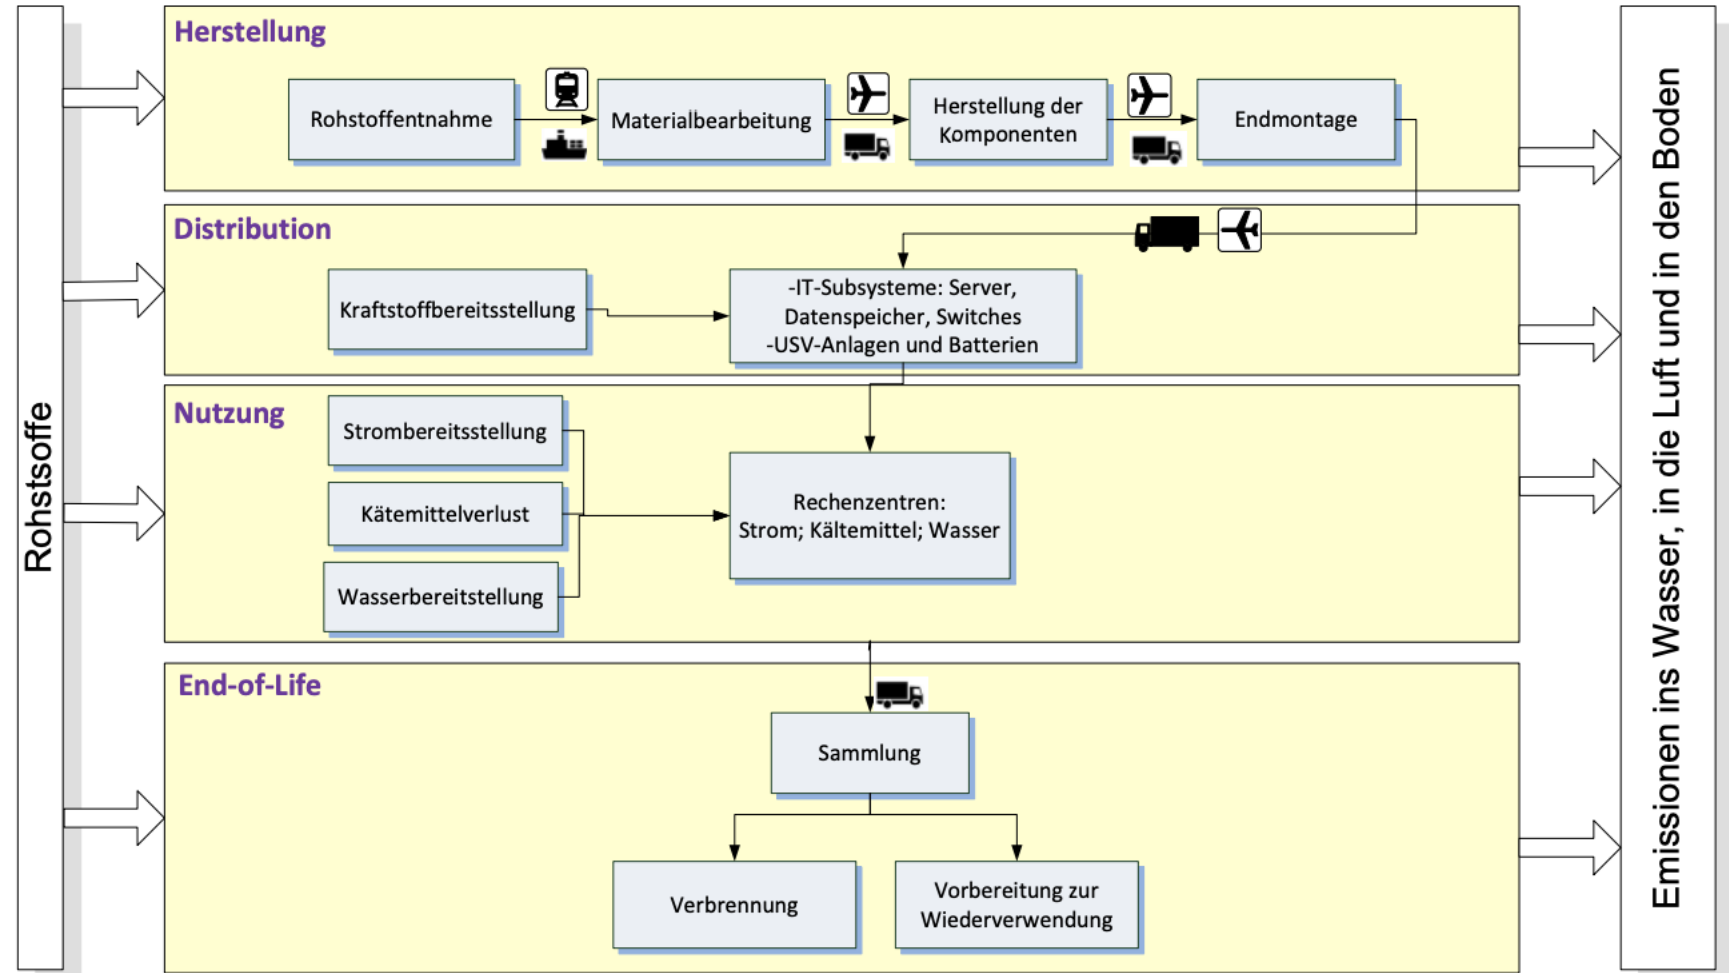 Rohstsoffe
Herstellung
Rohstoffentnahme
Materialbearbeitung
Herstellung der
Komponenten
Endmontage
Distribution
Kraftstoffbereitsstellung
-IT-Subsysteme: Server,
Datenspeicher, Switches
-USV-Anlagen und Batterien
Nutzung
Strombereitsstellung
Kätemittelverlust
Wasserbereitstellung
Rechenzentren:
Strom; Kältemittel; Wasser
End-of-Life
Sammlung
Verbrennung
Vorbereitung zur
Wiederverwendung
Emissionen ins Wasser, in die Luft und in den Boden